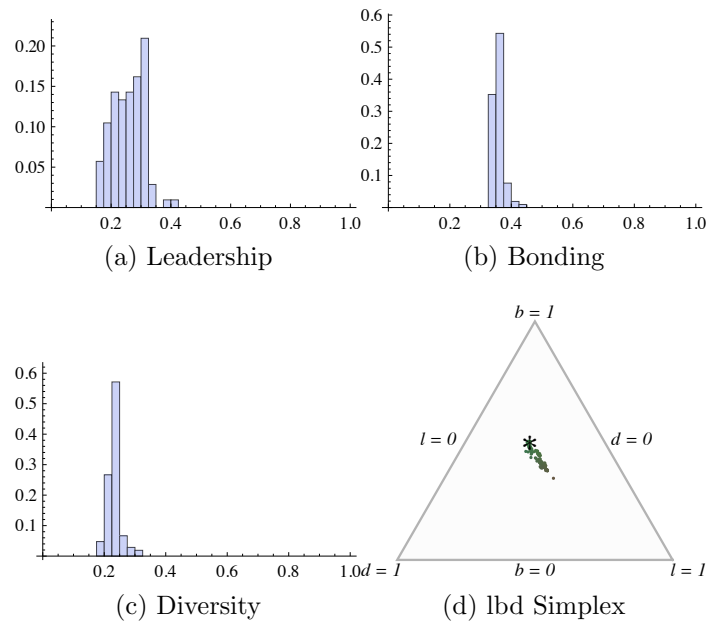 0.20
0.15
0.10
0.05
0.2 0.4 0.6 0.8 1.0
(a) Leadership
0.6
0.5
0.4
0.3
0.2
0.1
0.2 0.4 0.6 0.8 1.0
(b) Bonding
0.6
0.5
0.4
0.3
0.2
0.1
0.2 0.4 0.6 0.8 1.0
(c) Diversity
b = 1
l = 0 d = 0
d = 1 b = 0 l = 1
(d) lbd Simplex